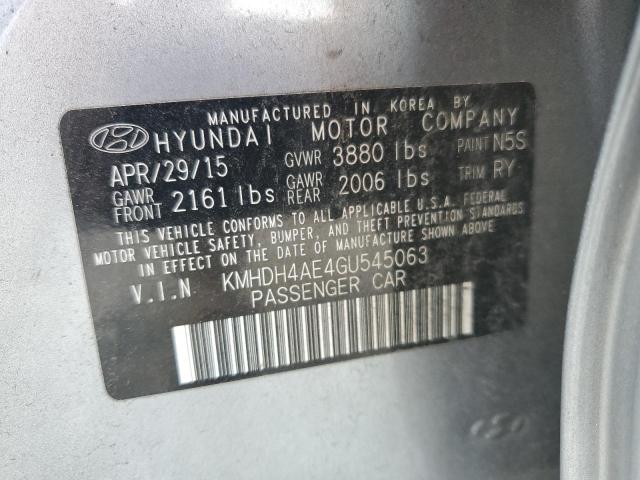 MANUFACTURED IN KOREA BY
HYUNDAI MOTOR COMPANY
APR/29/15 GVWR 3880 lbs PAINT N5S
GAWR FRONT 2161 lbs GAWR REAR 2006 lbs TRIM RY
THIS VEHICLE CONFORMS TO ALL APPLICABLE U.S.A. FEDERAL
MOTOR VEHICLE SAFETY, BUMPER, AND THEFT PREVENTION STANDARDS
IN EFFECT ON THE DATE OF MANUFACTURE SHOWN ABOVE
V.I.N KMHDH4AE4GU545063
PASSENGER CAR